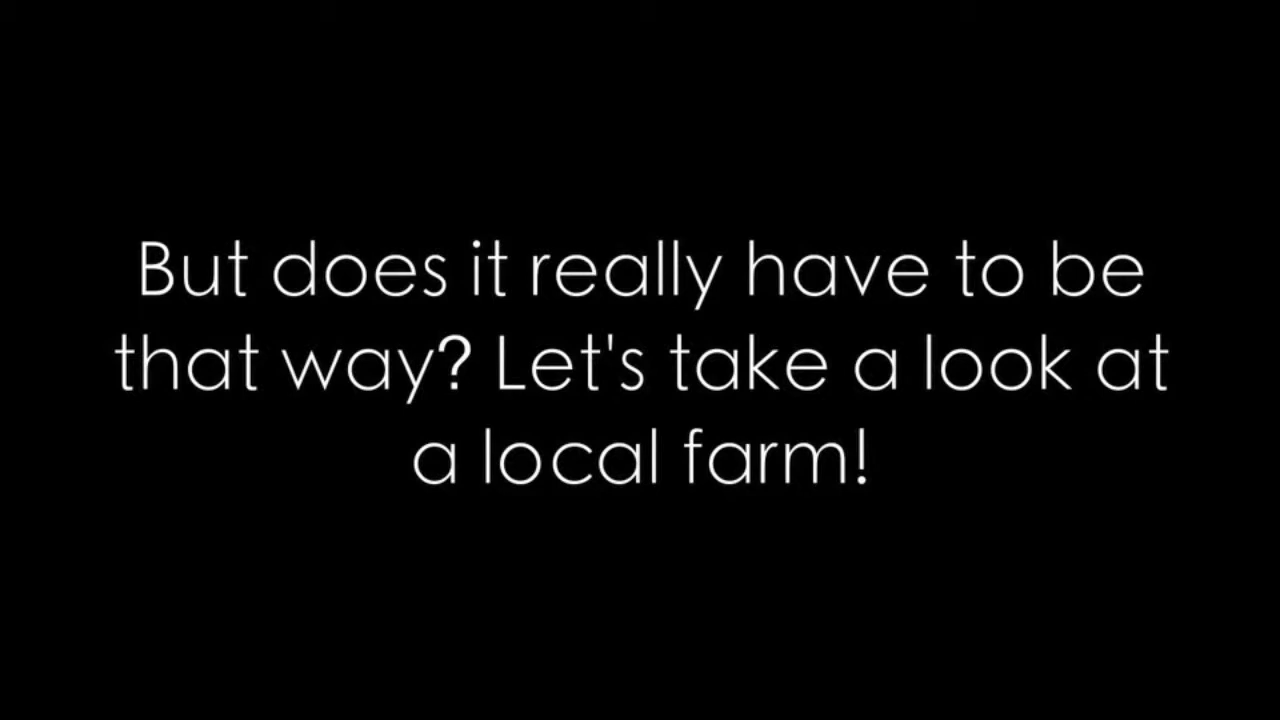 But does it really have to be
that way? Let's take a look at
a local farm!